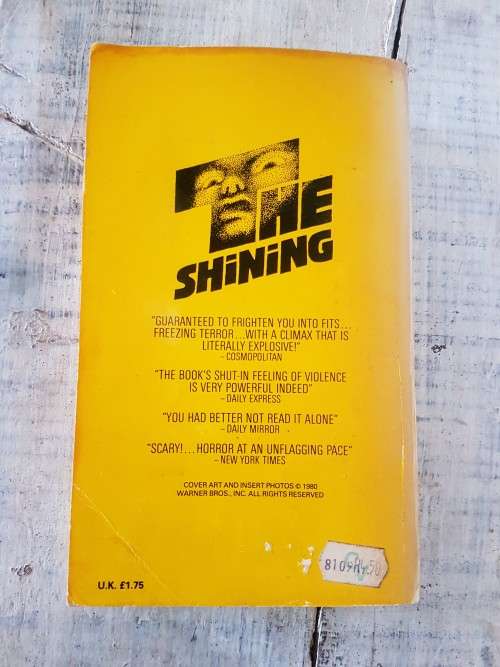 THE
SHiNiNG
"GUARANTEED TO FRIGHTEN YOU INTO FITS...
FREEZING TERROR...WITH A CLIMAX THAT IS
LITERALLY EXPLOSIVE!"
– COSMOPOLITAN
"THE BOOK'S SHUT-IN FEELING OF VIOLENCE
IS VERY POWERFUL INDEED"
– DAILY EXPRESS
"YOU HAD BETTER NOT READ IT ALONE"
– DAILY MIRROR
"SCARY!... HORROR AT AN UNFLAGGING PACE"
– NEW YORK TIMES
COVER ART AND INSERT PHOTOS © 1980
WARNER BROS., INC. ALL RIGHTS RESERVED
U.K. £1.75